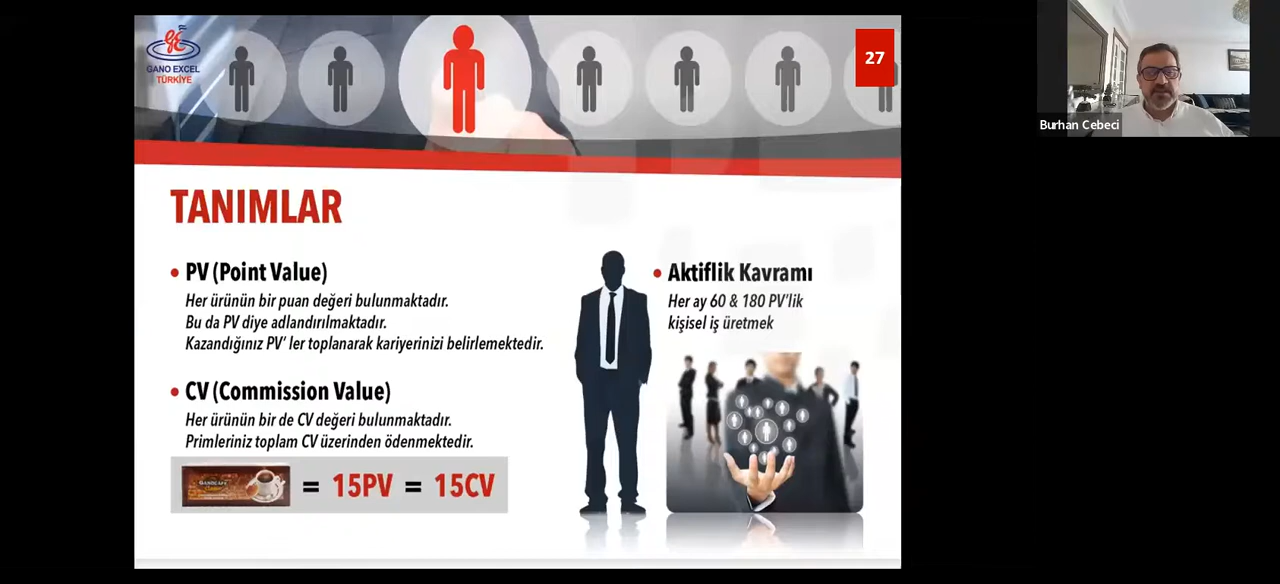 GANO EXCEL
TÜRKİYE
27
Burhan Cebeci
TANIMLAR
• PV (Point Value)
Her ürünün bir puan değeri bulunmaktadır.
Bu da PV diye adlandırılmaktadır.
Kazandığınız PV' ler toplanarak kariyerinizi belirlemektedir.
• CV (Commission Value)
Her ürünün bir de CV değeri bulunmaktadır.
Primleriniz toplam CV üzerinden ödenmektedir.
= 15PV = 15CV
• Aktiflik Kavramı
Her ay 60 & 180 PV'lik
kişisel iş üretmek